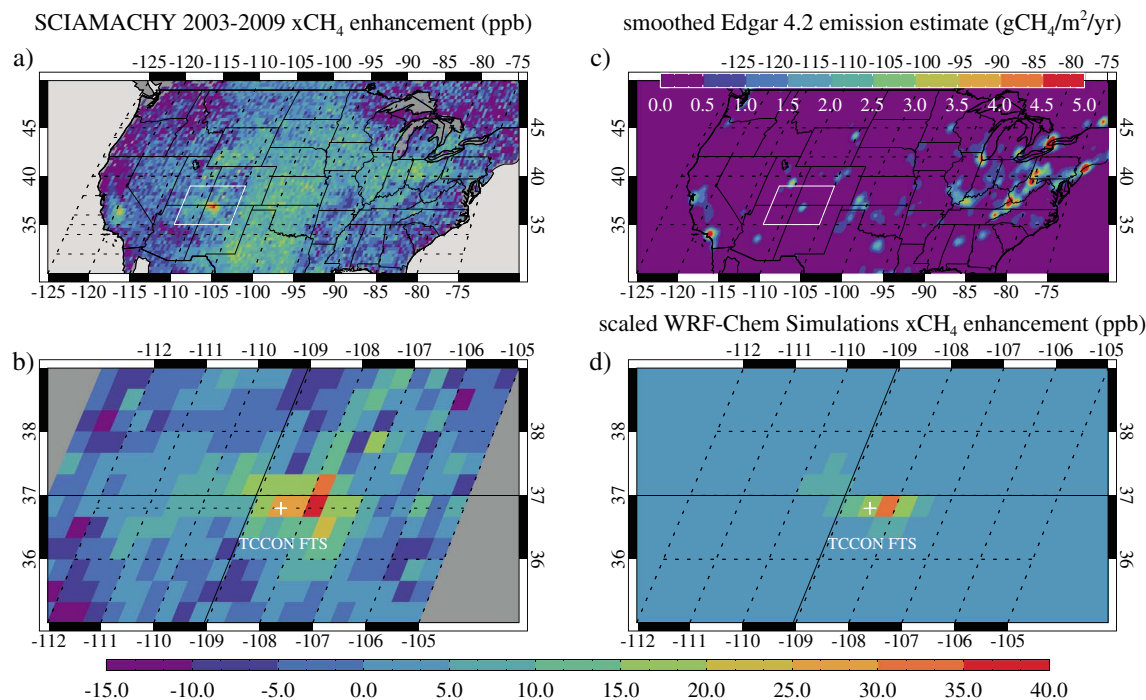 SCIAMACHY 2003-2009 xCH4 enhancement (ppb)
a)
-125 -120 -115 -110 -105 -100 -95 -90 -85 -80 -75
45
40
35
-125 -120 -115 -110 -105 -100 -95 -90 -85 -80 -75
smoothed Edgar 4.2 emission estimate (gCH4/m2/yr)
c)
-125 -120 -115 -110 -105 -100 -95 -90 -85 -80 -75
0.0 0.5 1.0 1.5 2.0 2.5 3.0 3.5 4.0 4.5 5.0
45
40
35
-125 -120 -115 -110 -105 -100 -95 -90 -85 -80 -75
b)
-112 -111 -110 -109 -108 -107 -106 -105
38
37
36
TCCON FTS
-112 -111 -110 -109 -108 -107 -106 -105
scaled WRF-Chem Simulations xCH4 enhancement (ppb)
d)
-112 -111 -110 -109 -108 -107 -106 -105
38
37
36
TCCON FTS
-112 -111 -110 -109 -108 -107 -106 -105
-15.0 -10.0 -5.0 0.0 5.0 10.0 15.0 20.0 25.0 30.0 35.0 40.0